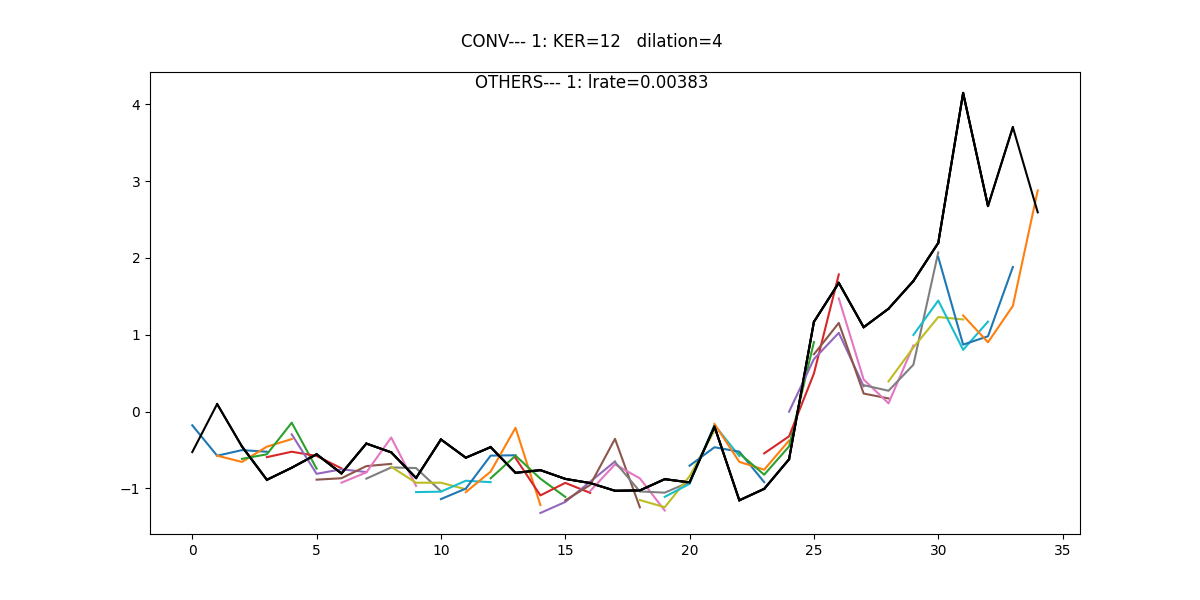 CONV--- 1: KER=12   dilation=4
OTHERS--- 1: lrate=0.00383
4
3
2
1
0
−1
0 5 10 15 20 25 30 35